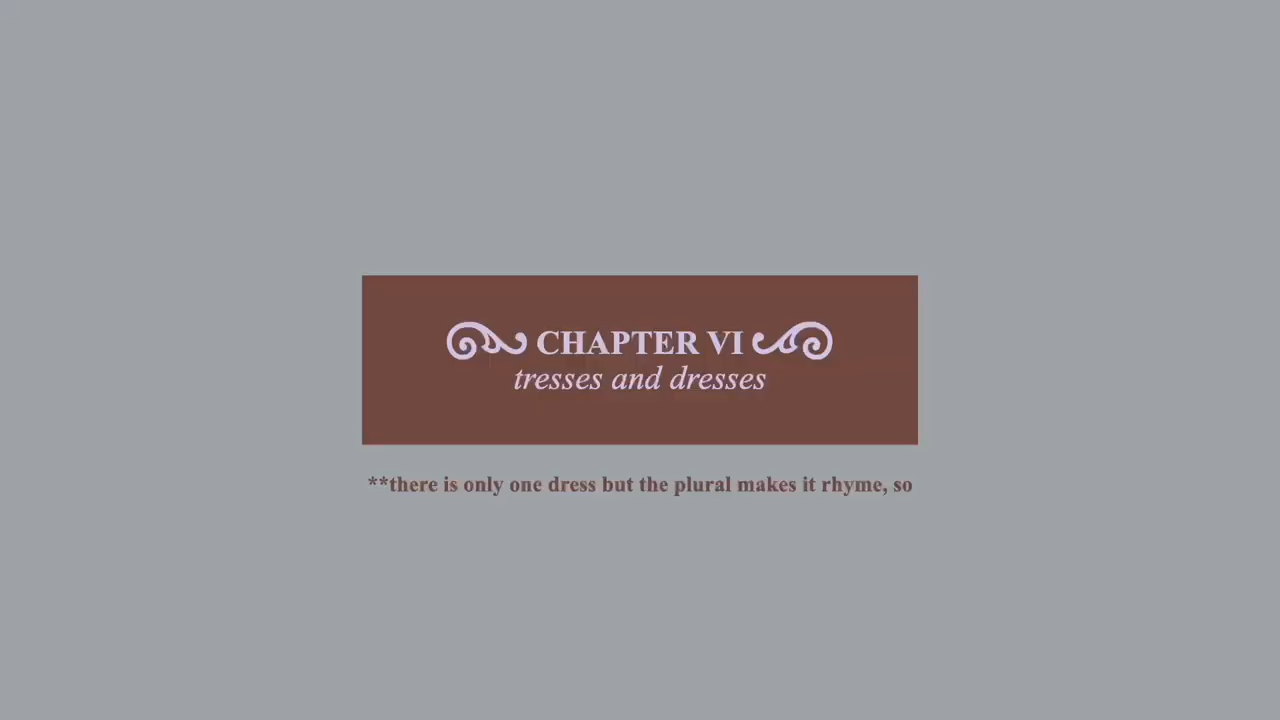 CHAPTER VI
tresses and dresses
**there is only one dress but the plural makes it rhyme, so